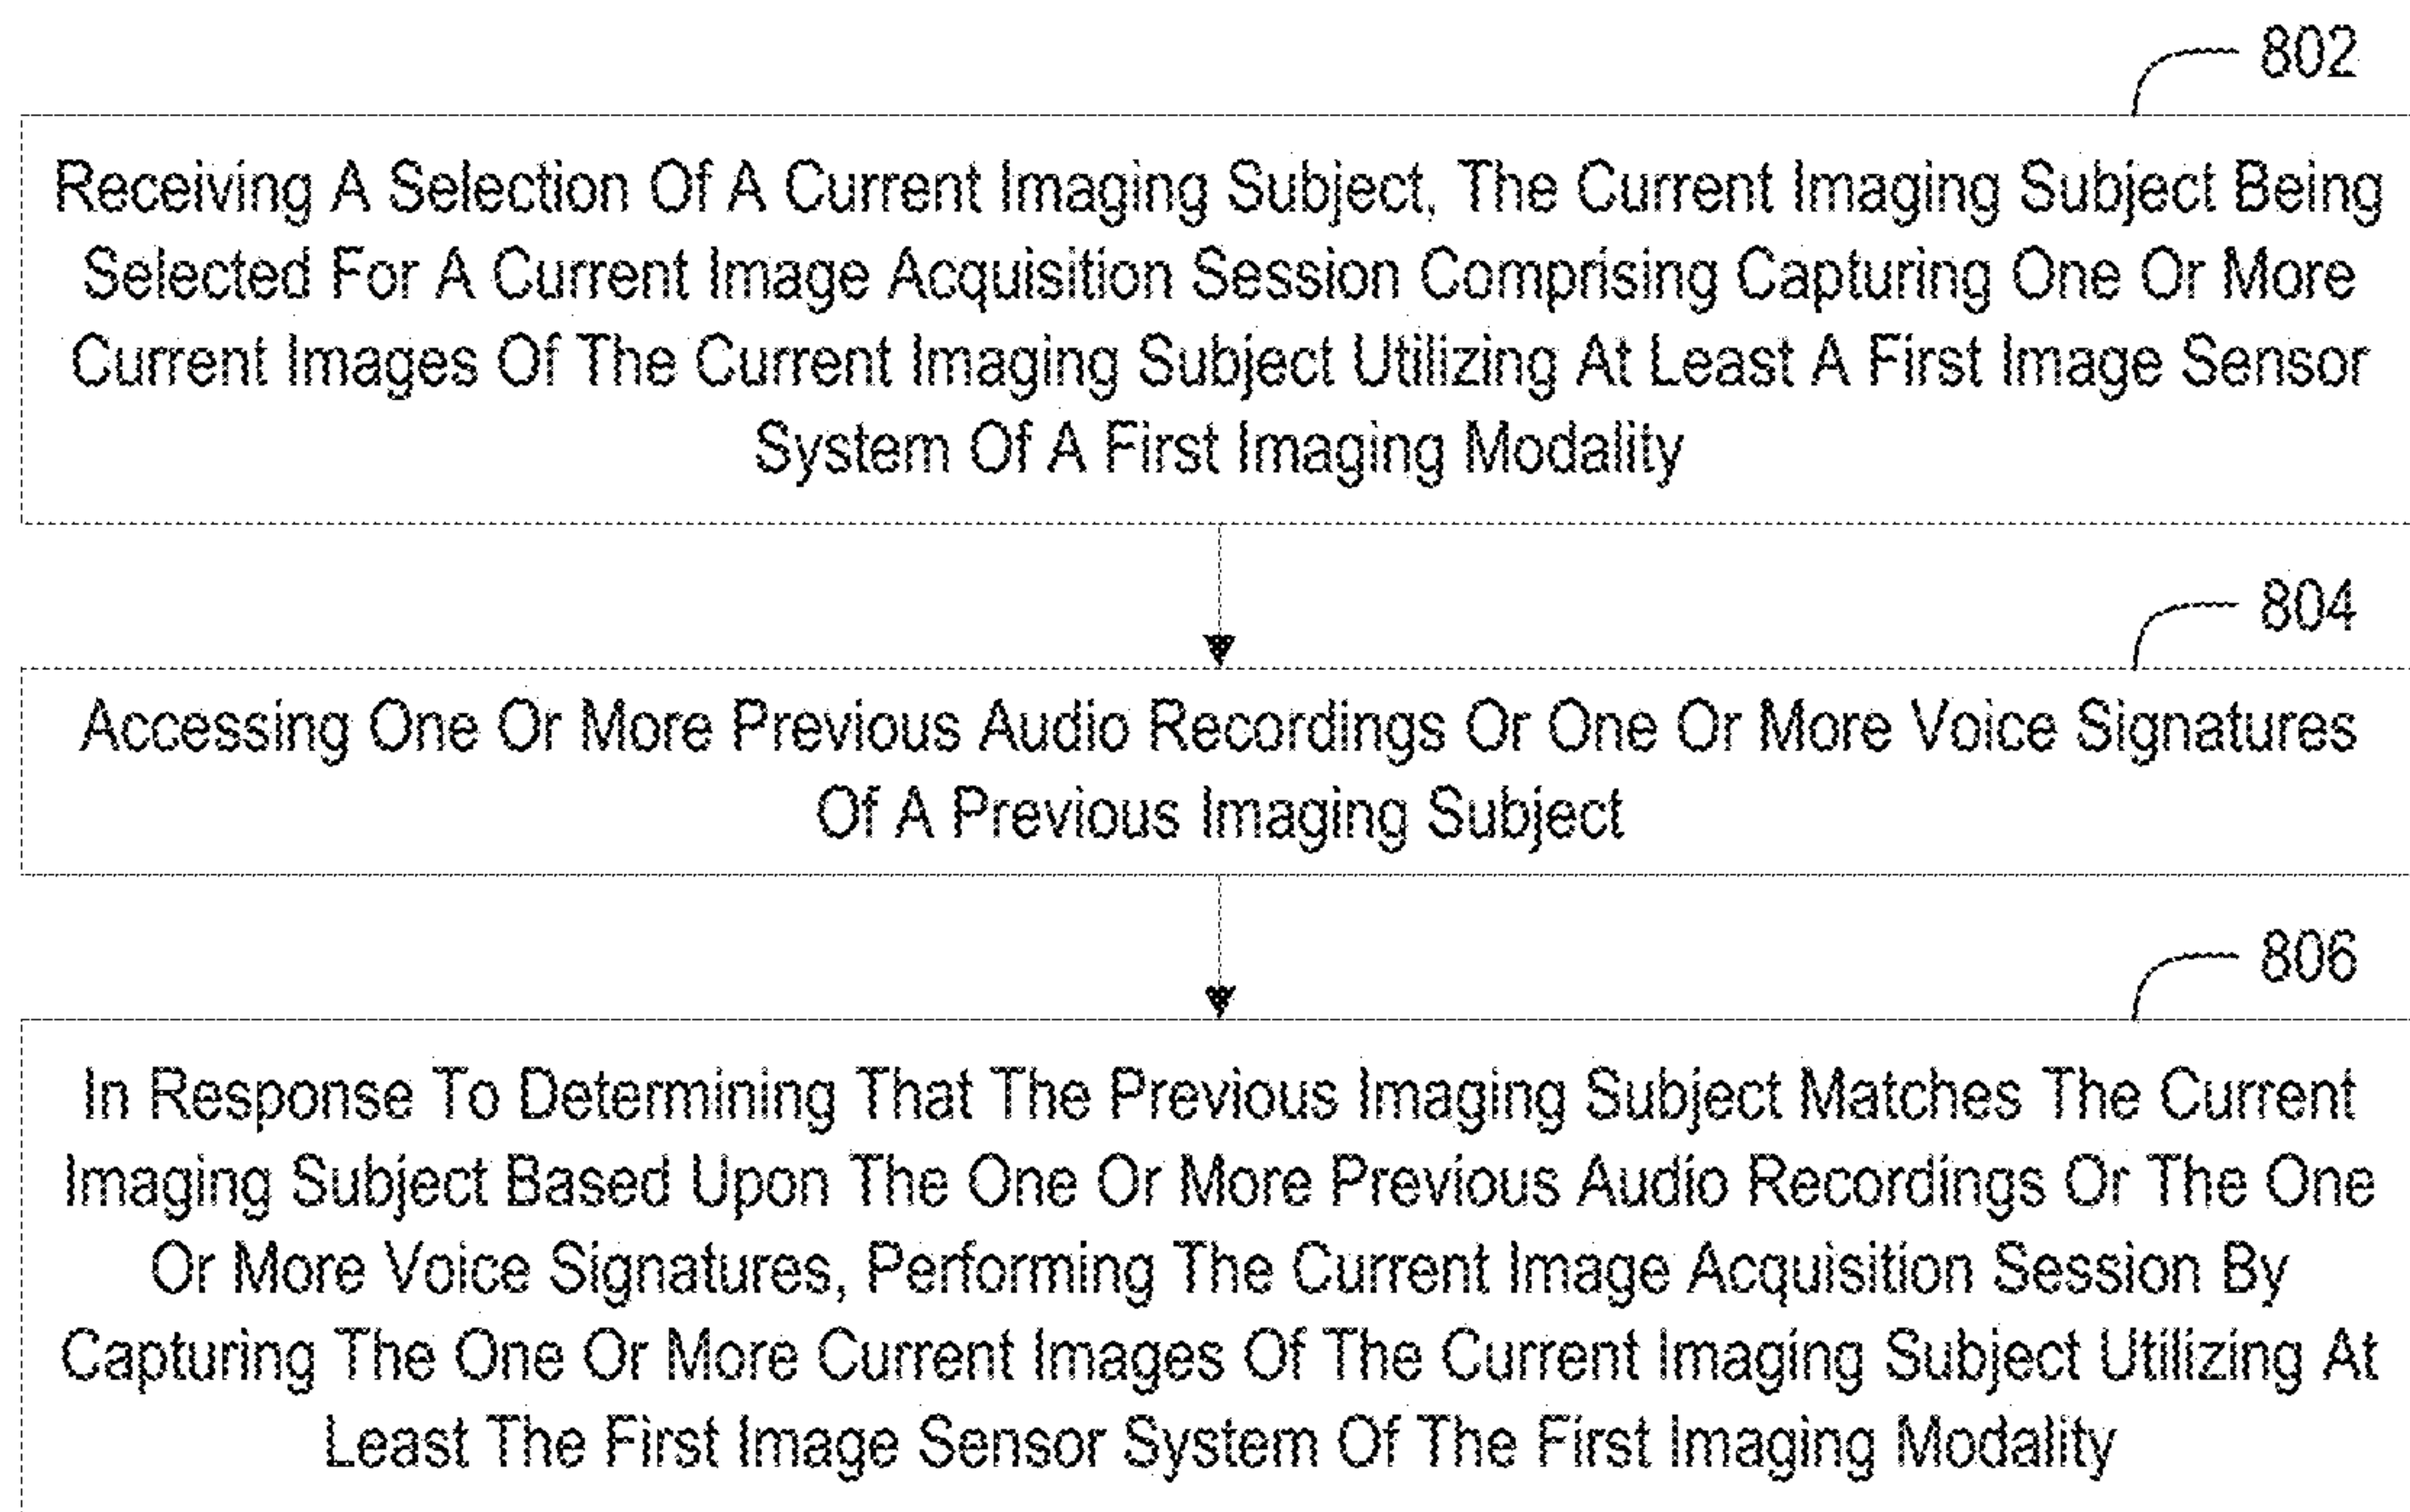 802
Receiving A Selection Of A Current Imaging Subject, The Current Imaging Subject Being
Selected For A Current Image Acquisition Session Comprising Capturing One Or More
Current Images Of The Current Imaging Subject Utilizing At Least A First Image Sensor
System Of A First Imaging Modality
804
Accessing One Or More Previous Audio Recordings Or One Or More Voice Signatures
Of A Previous Imaging Subject
806
In Response To Determining That The Previous Imaging Subject Matches The Current
Imaging Subject Based Upon The One Or More Previous Audio Recordings Or The One
Or More Voice Signatures, Performing The Current Image Acquisition Session By
Capturing The One Or More Current Images Of The Current Imaging Subject Utilizing At
Least The First Image Sensor System Of The First Imaging Modality